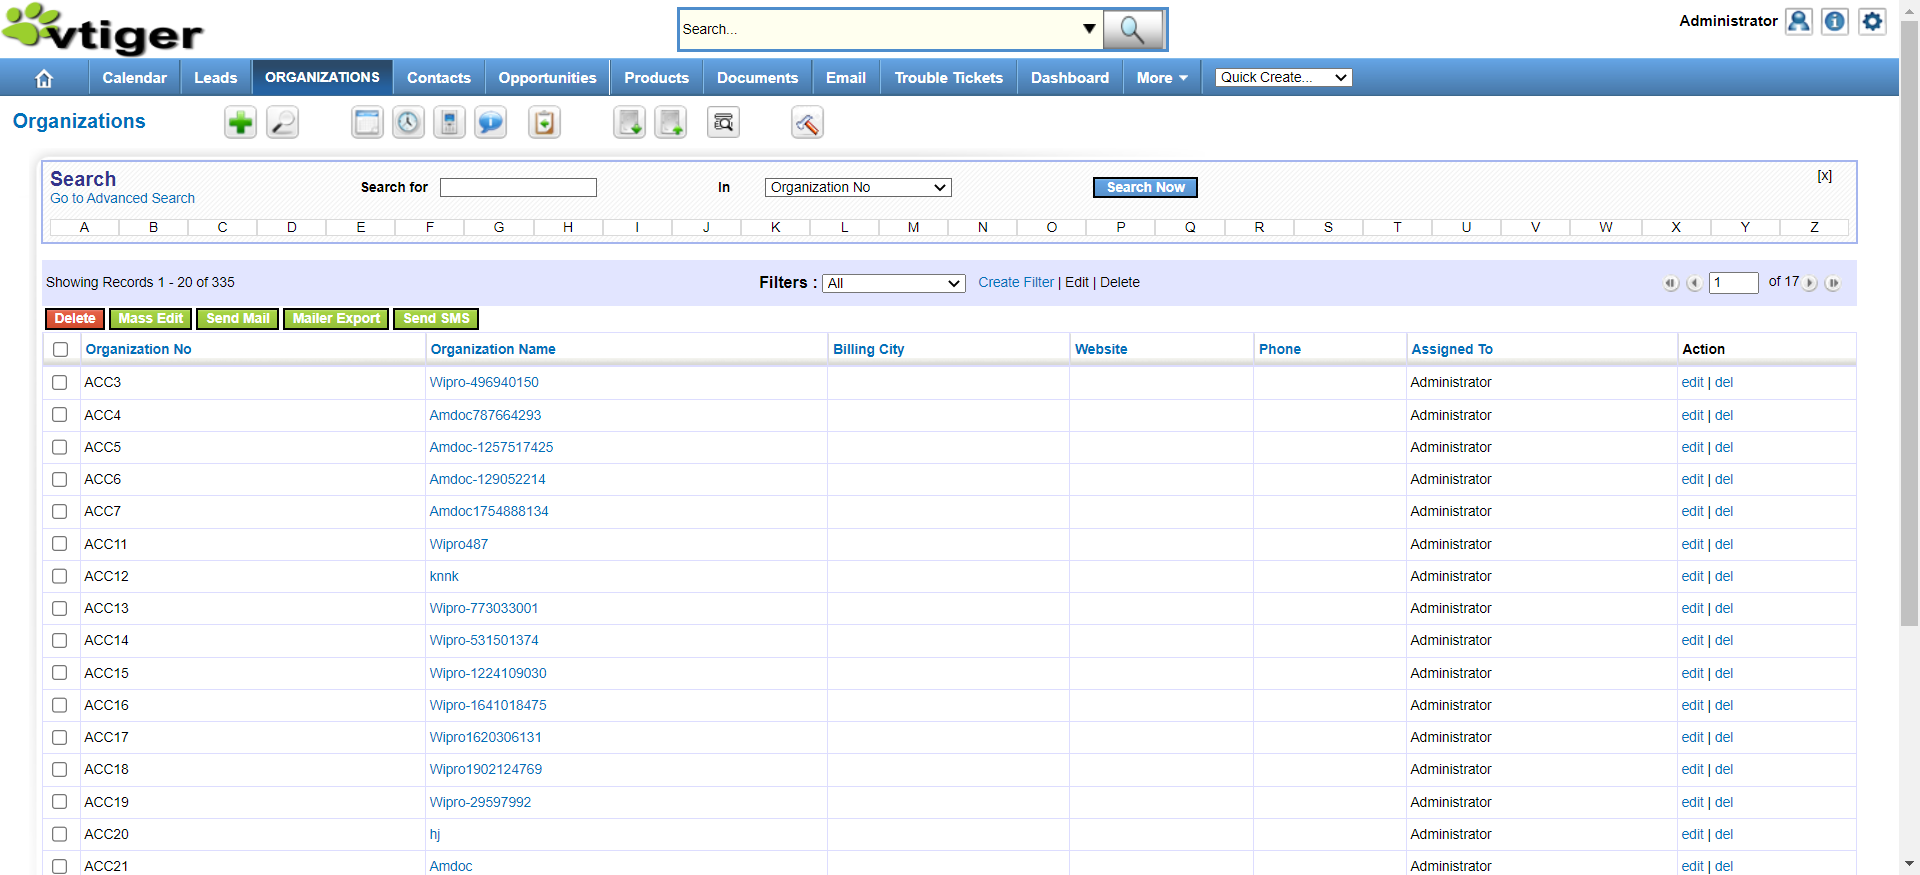 vtiger
Search...
Administrator
Calendar Leads ORGANIZATIONS Contacts Opportunities Products Documents Email Trouble Tickets Dashboard More Quick Create...
Organizations
Search
Go to Advanced Search
Search for In Organization No Search Now [x]
A B C D E F G H I J K L M N O P Q R S T U V W X Y Z
Showing Records 1 - 20 of 335 Filters : All Create Filter | Edit | Delete 1 of 17
Delete Mass Edit Send Mail Mailer Export Send SMS
Organization No Organization Name Billing City Website Phone Assigned To Action
ACC3 Wipro-496940150 Administrator edit | del
ACC4 Amdoc787664293 Administrator edit | del
ACC5 Amdoc-1257517425 Administrator edit | del
ACC6 Amdoc-129052214 Administrator edit | del
ACC7 Amdoc1754888134 Administrator edit | del
ACC11 Wipro487 Administrator edit | del
ACC12 knnk Administrator edit | del
ACC13 Wipro-773033001 Administrator edit | del
ACC14 Wipro-531501374 Administrator edit | del
ACC15 Wipro-1224109030 Administrator edit | del
ACC16 Wipro-1641018475 Administrator edit | del
ACC17 Wipro1620306131 Administrator edit | del
ACC18 Wipro1902124769 Administrator edit | del
ACC19 Wipro-29597992 Administrator edit | del
ACC20 hj Administrator edit | del
ACC21 Amdoc Administrator edit | del